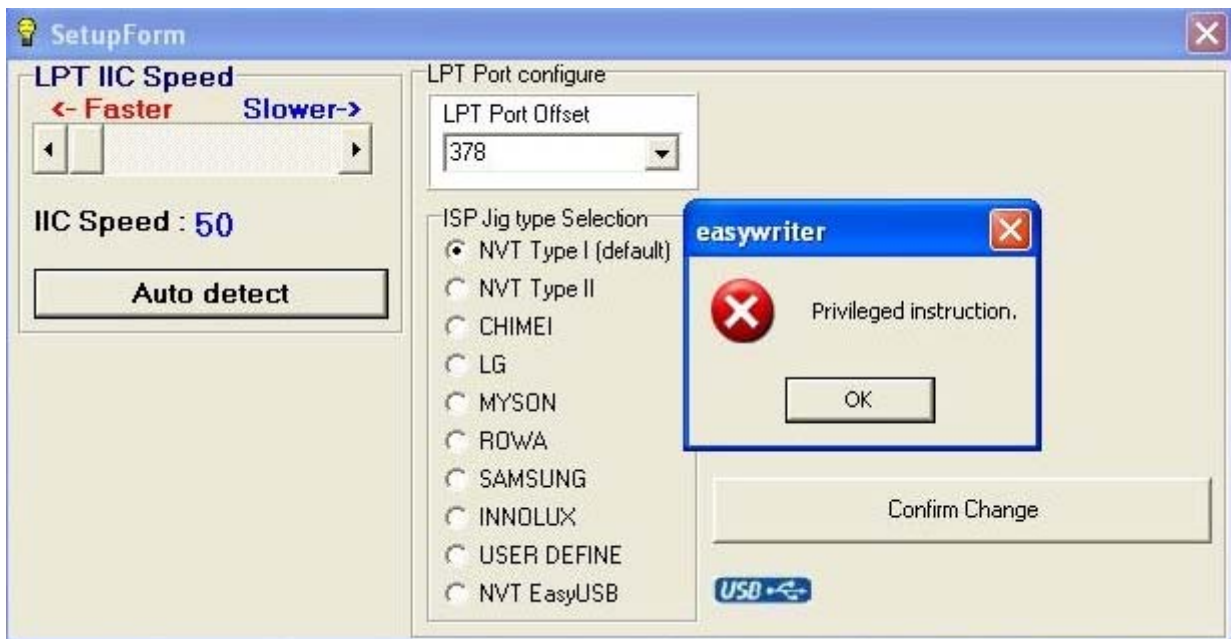 SetupForm
LPT IIC Speed
<- Faster Slower->
IIC Speed : 50
Auto detect
LPT Port configure
LPT Port Offset
378
ISP Jig type Selection
NVT Type I (default)
NVT Type II
CHIMEI
LG
MYSON
ROWA
SAMSUNG
INNOLUX
USER DEFINE
NVT EasyUSB
easywriter
Privileged instruction.
OK
Confirm Change
USB